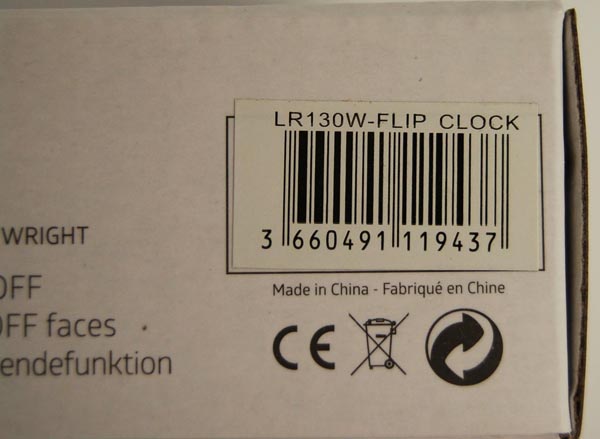 LR130W-FLIP CLOCK
3 660491 119437
WRIGHT
OFF
OFF faces
endefunktion
Made in China - Fabriqué en Chine
CE